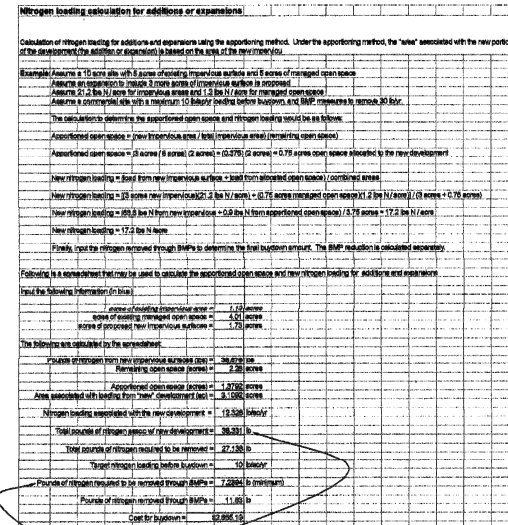 Nitrogen loading calculation for additions or expansions
Calculation of nitrogen loading for additions and expansions using the apportioning method. Under the apportioning method, the "area" associated with the new portio
of the development (the addition or expansion) is based on the area of the new impervious
Example: Assume a 10 acre site with 5 acres of existing impervious surface and 5 acres of managed open space
Assume an expansion to include 3 more acres of impervious surface is proposed
Assume 21.2 lbs N / acre for impervious areas and 1.2 lbs N / acre for managed open space
Assume a commercial site with a maximum 10 lb/ac/yr loading before buydown, and BMP measures to remove 30 lb/yr.
The calculation to determine the apportioned open space and nitrogen loading would be as follows:
Apportioned open space = (new impervious area / total impervious area) (remaining open space)
Apportioned open space = (3 acres / 8 acres) (2 acres) = (0.375) (2 acres) = 0.75 acres open space allocated to the new development
New nitrogen loading = (load from new impervious surface + load from allocated open space) / combined areas
New nitrogen loading = [(3 acres new impervious)(21.2 lbs N / acre) + (0.75 acres managed open space)(1.2 lbs N / acre)] / (3 acres + 0.75 acres)
New nitrogen loading = (63.6 lbs N from new impervious + 0.9 lbs N from apportioned open space) / 3.75 acres = 17.2 lbs N / acre
New nitrogen loading = 17.2 lbs N / acre
Finally, input the nitrogen removed through BMPs to determine the final buydown amount. The BMP reduction is calculated separately.
Following is a spreadsheet that may be used to calculate the apportioned open space and new nitrogen loading for additions and expansions
Input the following information (in blue)
acres of existing impervious area = 1.13 acres
acres of existing managed open space = 4.01 acres
acres of proposed new impervious surfaces = 1.73 acres
The following are calculated by the spreadsheet:
Pounds of nitrogen from new impervious surfaces (lbs) = 36.676 lbs
Remaining open space (acres) = 2.28 acres
Apportioned open space (acres) = 1.3792 acres
Area associated with loading from "new" development (ac) = 3.1092 acres
Nitrogen loading associated with the new development = 12.328 lb/ac/yr
Total pounds of nitrogen assoc w/ new development = 38.331 lb
Total pounds of nitrogen required to be removed = 27.138 lb
Target nitrogen loading before buydown = 10 lb/ac/yr
Pounds of nitrogen required to be removed through BMPs = 7.2394 lb (minimum)
Pounds of nitrogen removed through BMPs = 11.63 lb
Cost for buydown =